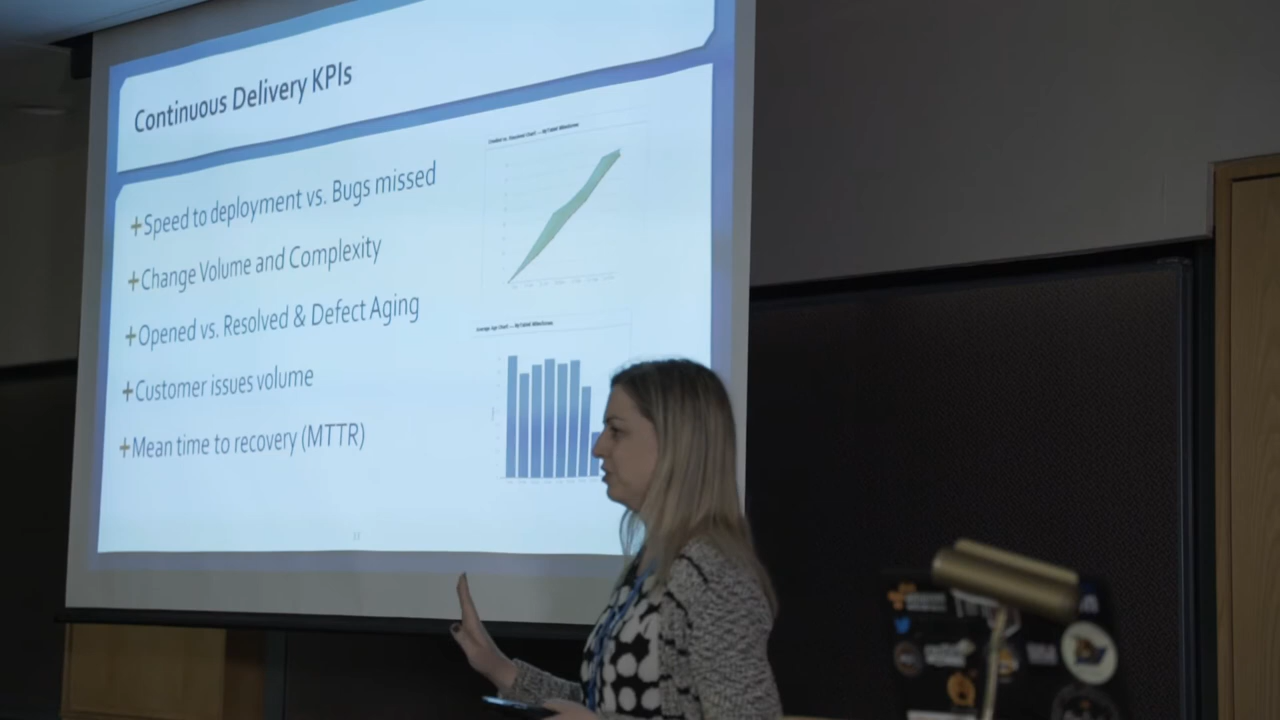 Continuous Delivery KPIs
+Speed to deployment vs. Bugs missed
+Change Volume and Complexity
+Opened vs. Resolved & Defect Aging
+Customer issues volume
+Mean time to recovery (MTTR)